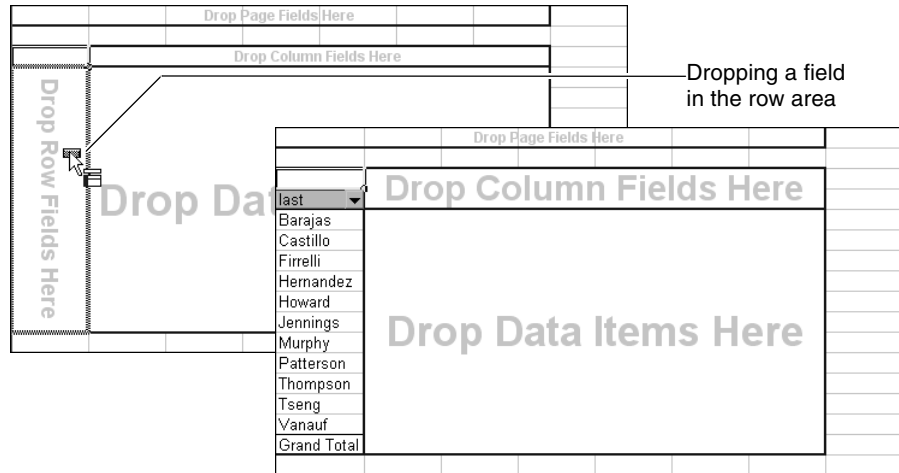 Drop Page Fields Here
Drop Column Fields Here
Drop Row Fields Here
Drop Da
Dropping a field
in the row area
Drop Page Fields Here
Drop Column Fields Here
last
Barajas
Castillo
Firrelli
Hernandez
Howard
Jennings
Murphy
Patterson
Thompson
Tseng
Vanauf
Grand Total
Drop Data Items Here